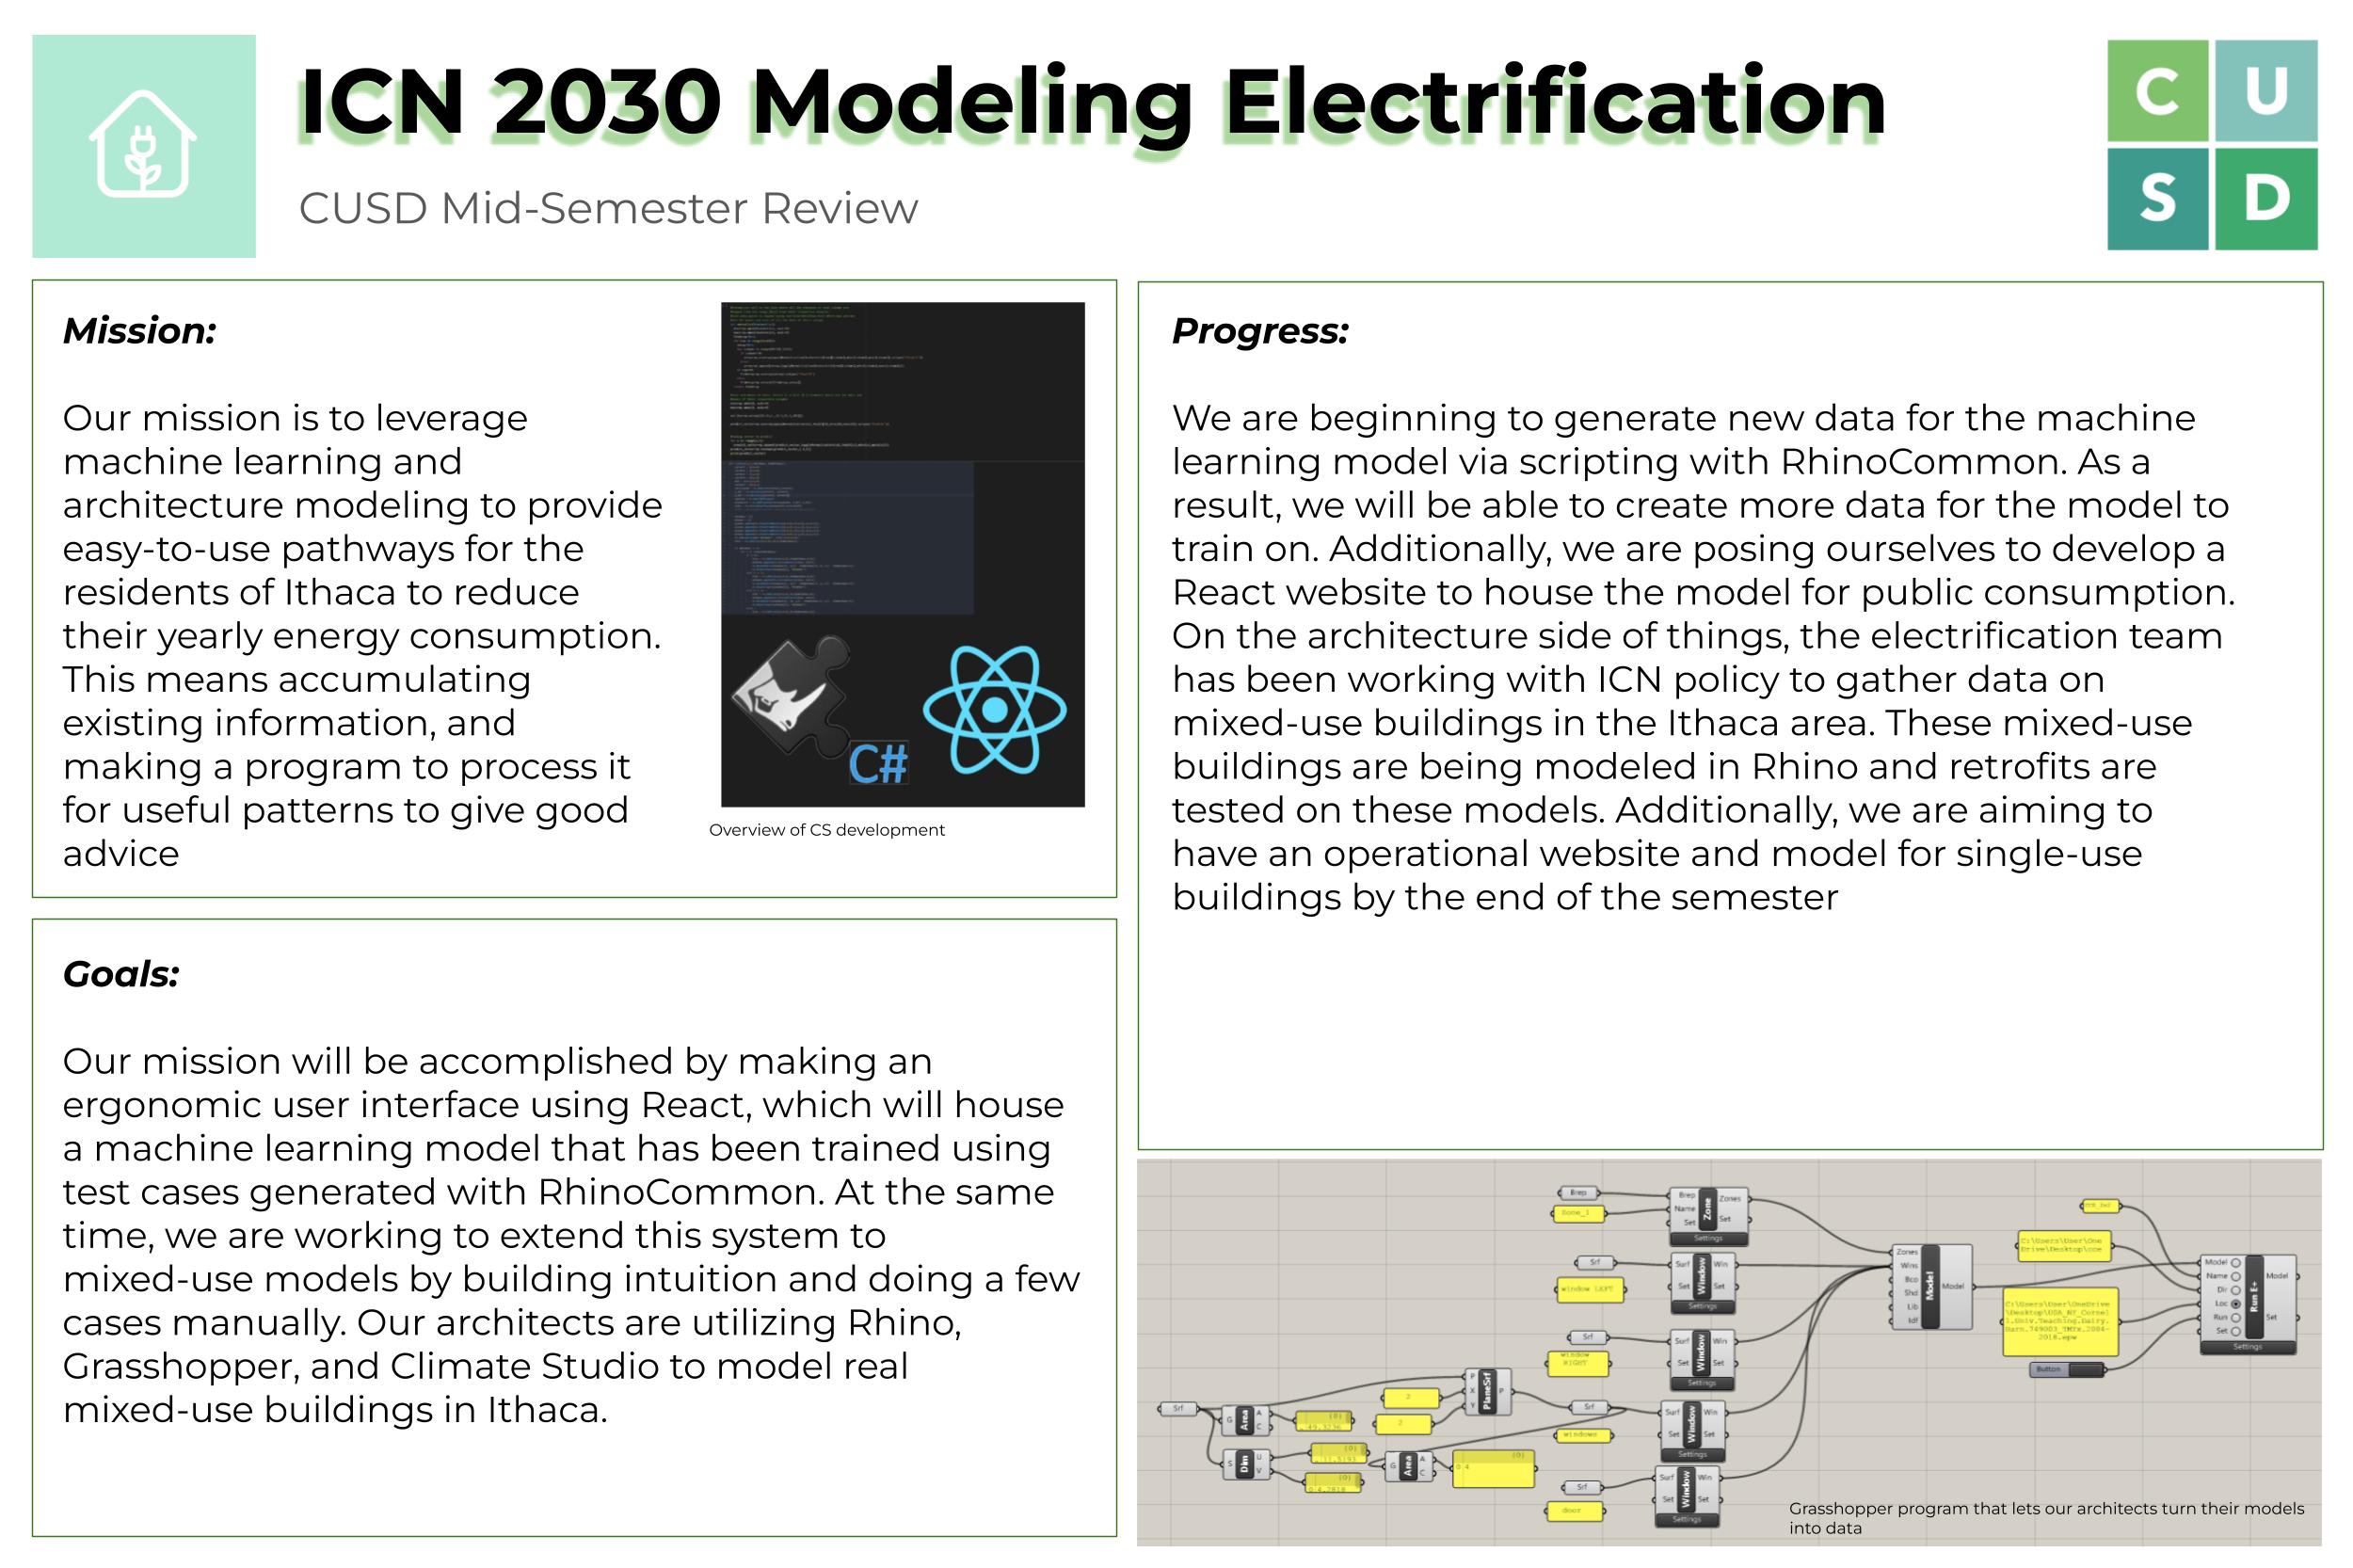 ICN 2030 Modeling Electrification
CUSD Mid-Semester Review
C U
S D
Mission:
Our mission is to leverage
machine learning and
architecture modeling to provide
easy-to-use pathways for the
residents of Ithaca to reduce
their yearly energy consumption.
This means accumulating
existing information, and
making a program to process it
for useful patterns to give good
advice
C#
Overview of CS development
Goals:
Our mission will be accomplished by making an
ergonomic user interface using React, which will house
a machine learning model that has been trained using
test cases generated with RhinoCommon. At the same
time, we are working to extend this system to
mixed-use models by building intuition and doing a few
cases manually. Our architects are utilizing Rhino,
Grasshopper, and Climate Studio to model real
mixed-use buildings in Ithaca.
Progress:
We are beginning to generate new data for the machine
learning model via scripting with RhinoCommon. As a
result, we will be able to create more data for the model to
train on. Additionally, we are posing ourselves to develop a
React website to house the model for public consumption.
On the architecture side of things, the electrification team
has been working with ICN policy to gather data on
mixed-use buildings in the Ithaca area. These mixed-use
buildings are being modeled in Rhino and retrofits are
tested on these models. Additionally, we are aiming to
have an operational website and model for single-use
buildings by the end of the semester
Brep
Brep Zones
Name
Set Set
Zone
Settings
Srf
window LEFT
Surf Win
Set Set
Window
Settings
Srf
window
RIGHT
Surf Win
Set Set
Window
Settings
Srf
windows
Surf Win
Set Set
Window
Settings
Srf
door
Surf Win
Set Set
Window
Settings
Srf
G A
C
Area
S U
V
Dim
2
2
P
X
Y
PlaneSrf
P
G A
C
Area
Zones
Wins
Bco
Shd
Lib
Idf
Model
Model
C:\Users\User\One
Button
Model
Name
Dir
Loc
Run
Set
Run E+
Model
Set
Settings
Grasshopper program that lets our architects turn their models
into data